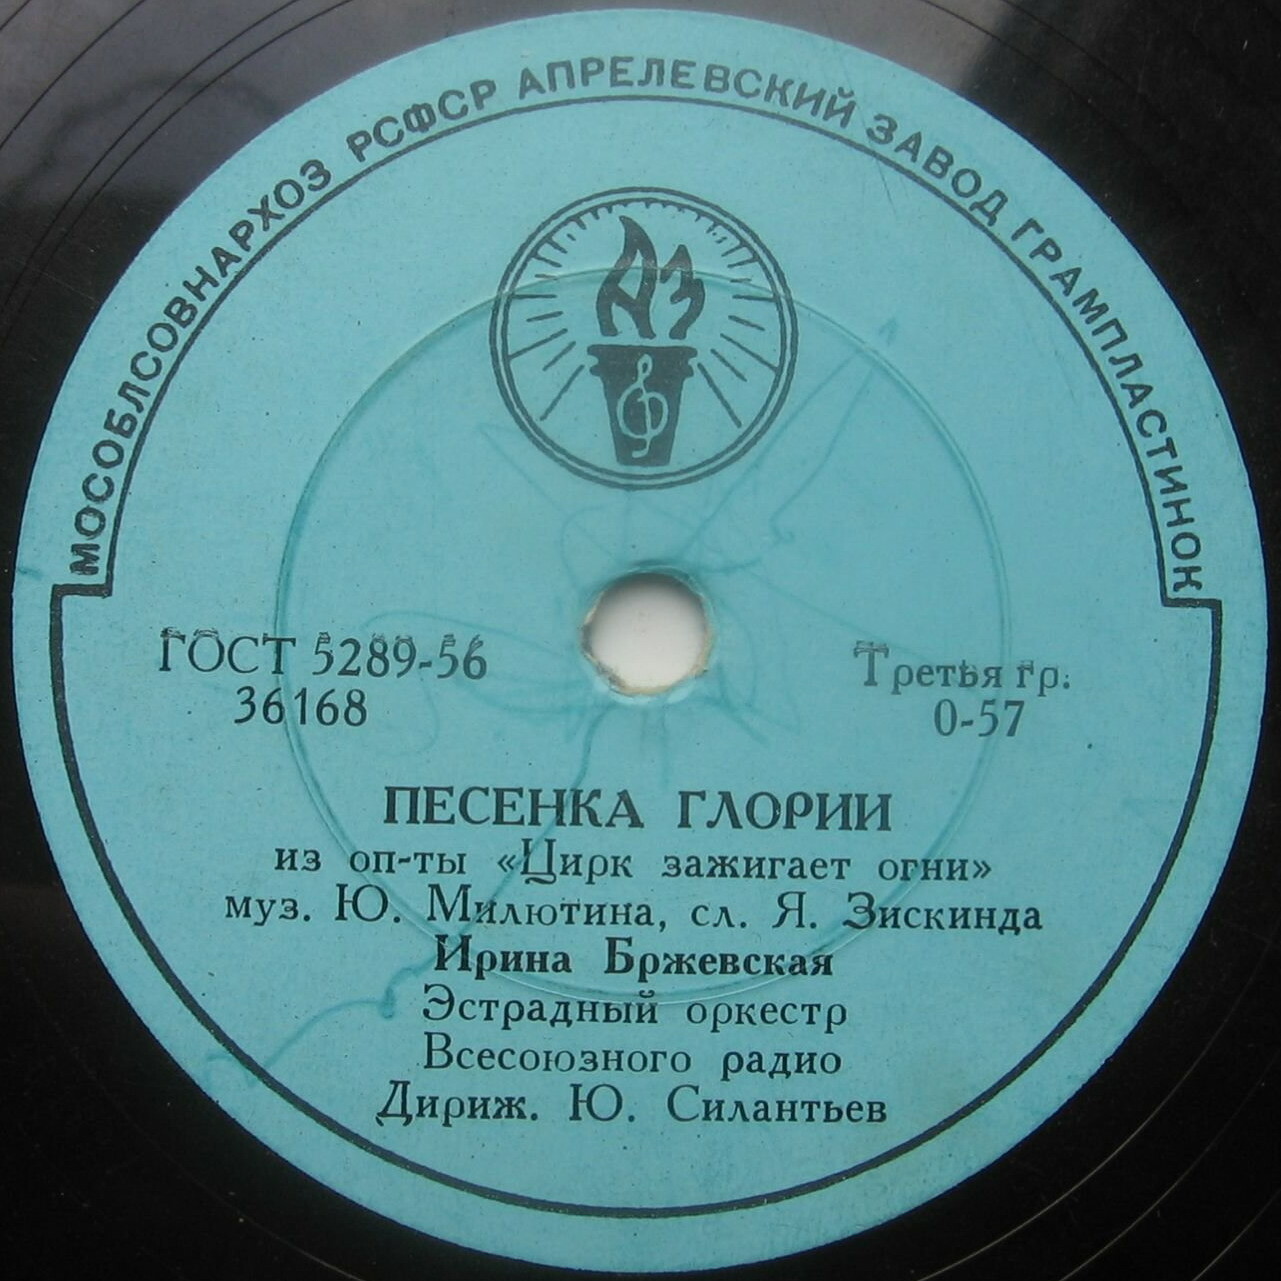 МОСОБЛСОВНАРХОЗ РСФСР АПРЕЛЕВСКИЙ ЗАВОД ГРАМПЛАСТИНОК
АЗ
ГОСТ 5289-56
36168
Третья гр.
0-57
ПЕСЕНКА ГЛОРИИ
из оп-ты «Цирк зажигает огни»
муз. Ю. Милютина, сл. Я. Зискинда
Ирина Бржевская
Эстрадный оркестр
Всесоюзного радио
Дириж. Ю. Силантьев